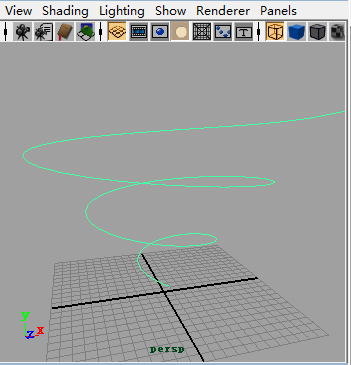 View Shading Lighting Show Renderer Panels
y
z x
persp